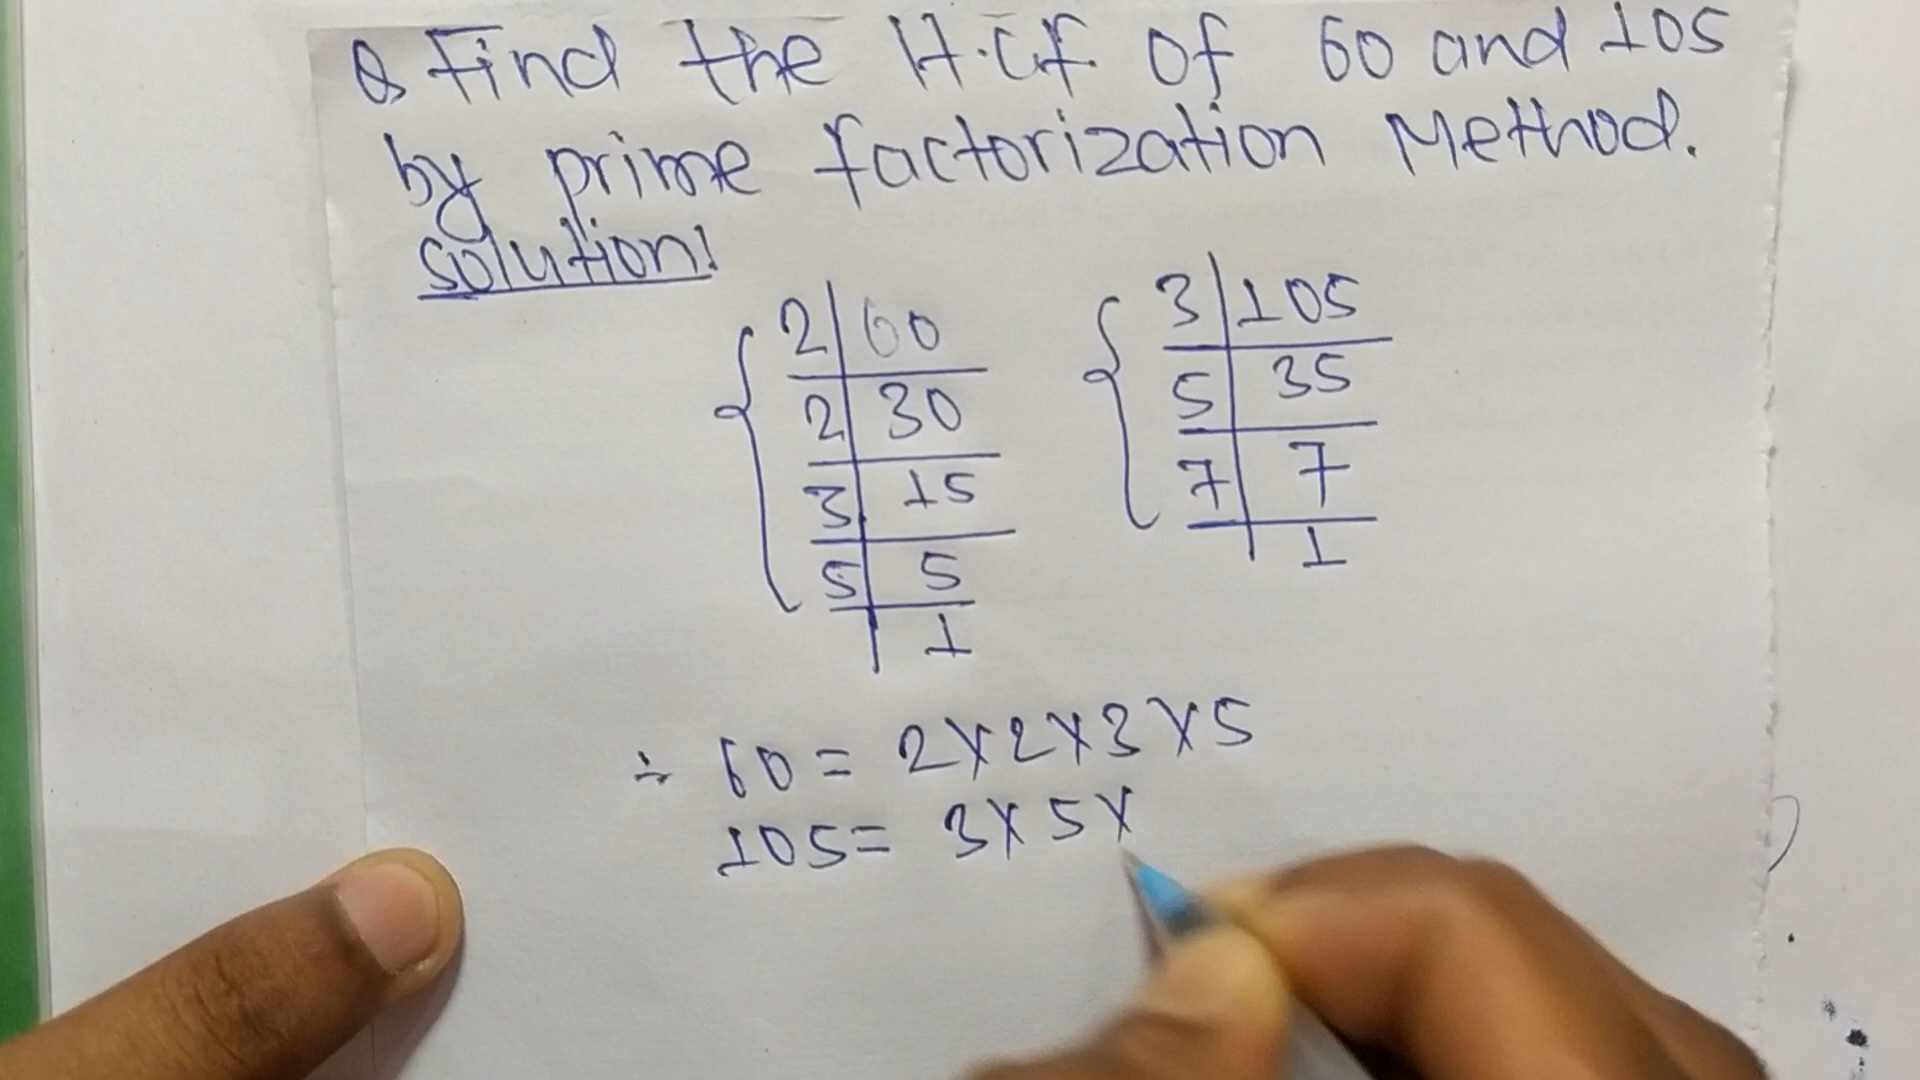 Q Find the H.C.F. Of 60 and 105
by prime factorization Method.
solution!
2 60
2 30
3 15
5 5
1
3 105
5 35
7 7
1
∴ 60 = 2×2×3×5
105 = 3×5×